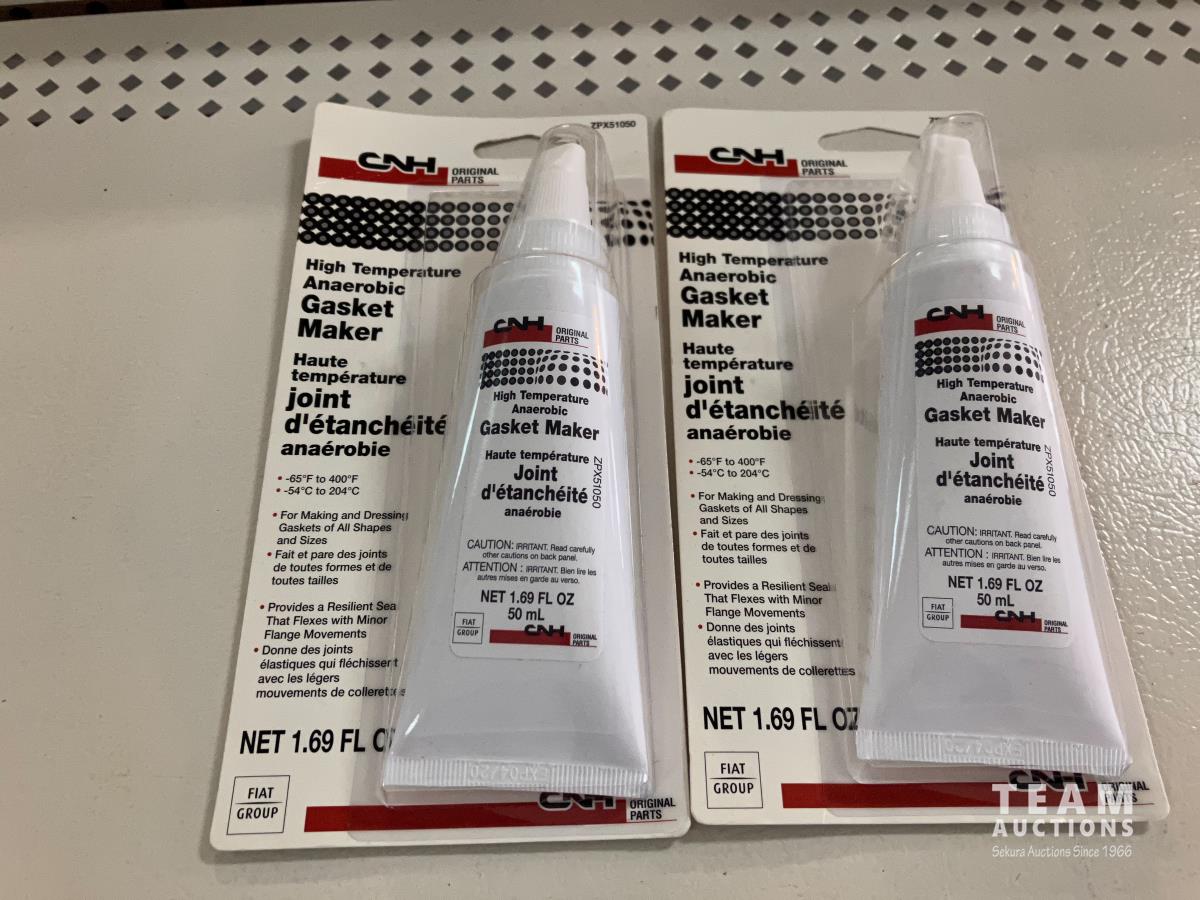 ZPX51050
CNH ORIGINAL
PARTS
High Temperature
Anaerobic
Gasket
Maker
Haute
température
joint
d'étanchéité
anaérobie
• -65°F to 400°F
• -54°C to 204°C
• For Making and Dressing
Gaskets of All Shapes
and Sizes
• Fait et pare des joints
de toutes formes et de
toutes tailles
• Provides a Resilient Sea
That Flexes with Minor
Flange Movements
• Donne des joints
élastiques qui fléchissent
avec les légers
mouvements de collerettes
NET 1.69 FL O
FIAT
GROUP
CNH ORIGINAL
PARTS
CNH ORIGINAL
PARTS
High Temperature
Anaerobic
Gasket Maker
Haute température
Joint
d'étanchéité
anaérobie
ZPX51050
CAUTION: IRRITANT. Read carefully
other cautions on back panel.
ATTENTION : IRRITANT. Bien lire les
autres mises en garde au verso.
NET 1.69 FL OZ
50 mL
FIAT
GROUP
CNH ORIGINAL
PARTS
EXP04/20
CNH ORIGINAL
PARTS
High Temperature
Anaerobic
Gasket
Maker
Haute
température
joint
d'étanchéité
anaérobie
• -65°F to 400°F
• -54°C to 204°C
• For Making and Dressing
Gaskets of All Shapes
and Sizes
• Fait et pare des joints
de toutes formes et de
toutes tailles
• Provides a Resilient Seal
That Flexes with Minor
Flange Movements
• Donne des joints
élastiques qui fléchissent
avec les légers
mouvements de collerettes
NET 1.69 FL OZ
FIAT
GROUP
CNH
CNH ORIGINAL
PARTS
High Temperature
Anaerobic
Gasket Maker
Haute température
Joint
d'étanchéité
anaérobie
ZPX51050
CAUTION: IRRITANT. Read carefully
other cautions on back panel.
ATTENTION : IRRITANT. Bien lire les
autres mises en garde au verso.
NET 1.69 FL OZ
50 mL
FIAT
GROUP
CNH ORIGINAL
PARTS
EXP04/20
TEAM
AUCTIONS
Sekura Auctions Since 1966